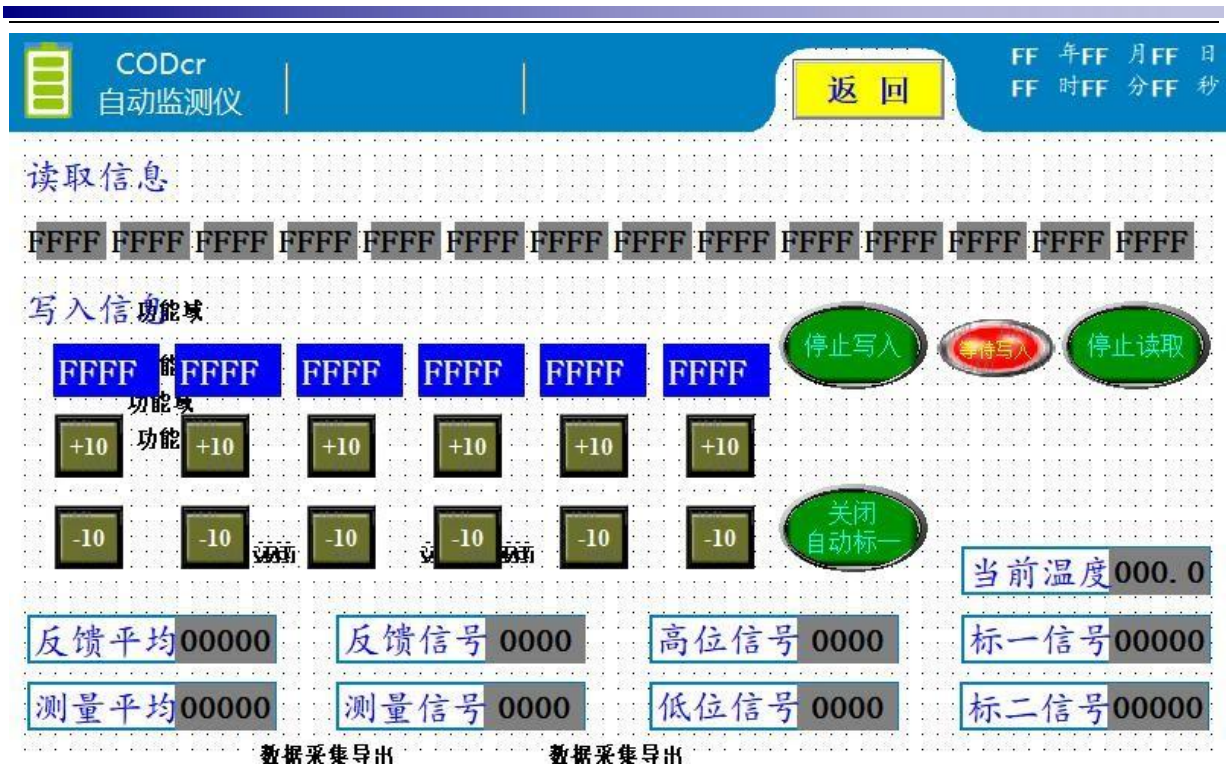 CODcr
自动监测仪
返 回
FF 年FF 月FF 日
FF 时FF 分FF 秒
读取信息
FFFF FFFF FFFF FFFF FFFF FFFF FFFF FFFF FFFF FFFF FFFF FFFF FFFF FFFF
写入信息
功能域
停止写入
等待写入
停止读取
FFFF FFFF FFFF FFFF FFFF FFFF
功能域
功能
+10 +10 +10 +10 +10 +10
关闭
自动标一
-10 -10 -10 -10 -10 -10
当前温度000.0
反馈平均00000
反馈信号 0000
高位信号 0000
标一信号00000
测量平均00000
测量信号 0000
低位信号 0000
标二信号00000
数据采集导出
数据采集导出